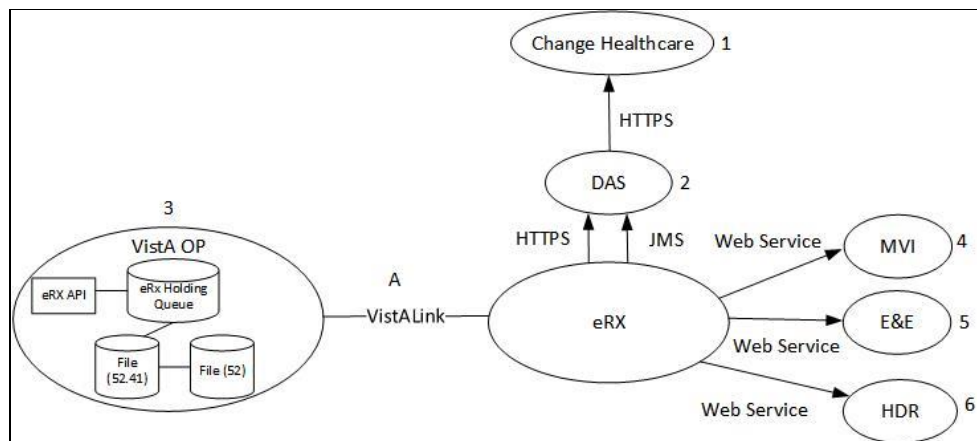 Change Healthcare 1
HTTPS
DAS 2
3
VistA OP
HTTPS
JMS
Web Service
MVI
4
eRX API
eRx Holding
Queue
A
VistALink
eRX
E&E
5
Web Service
File
(52.41)
File (52)
Web Service
HDR
6